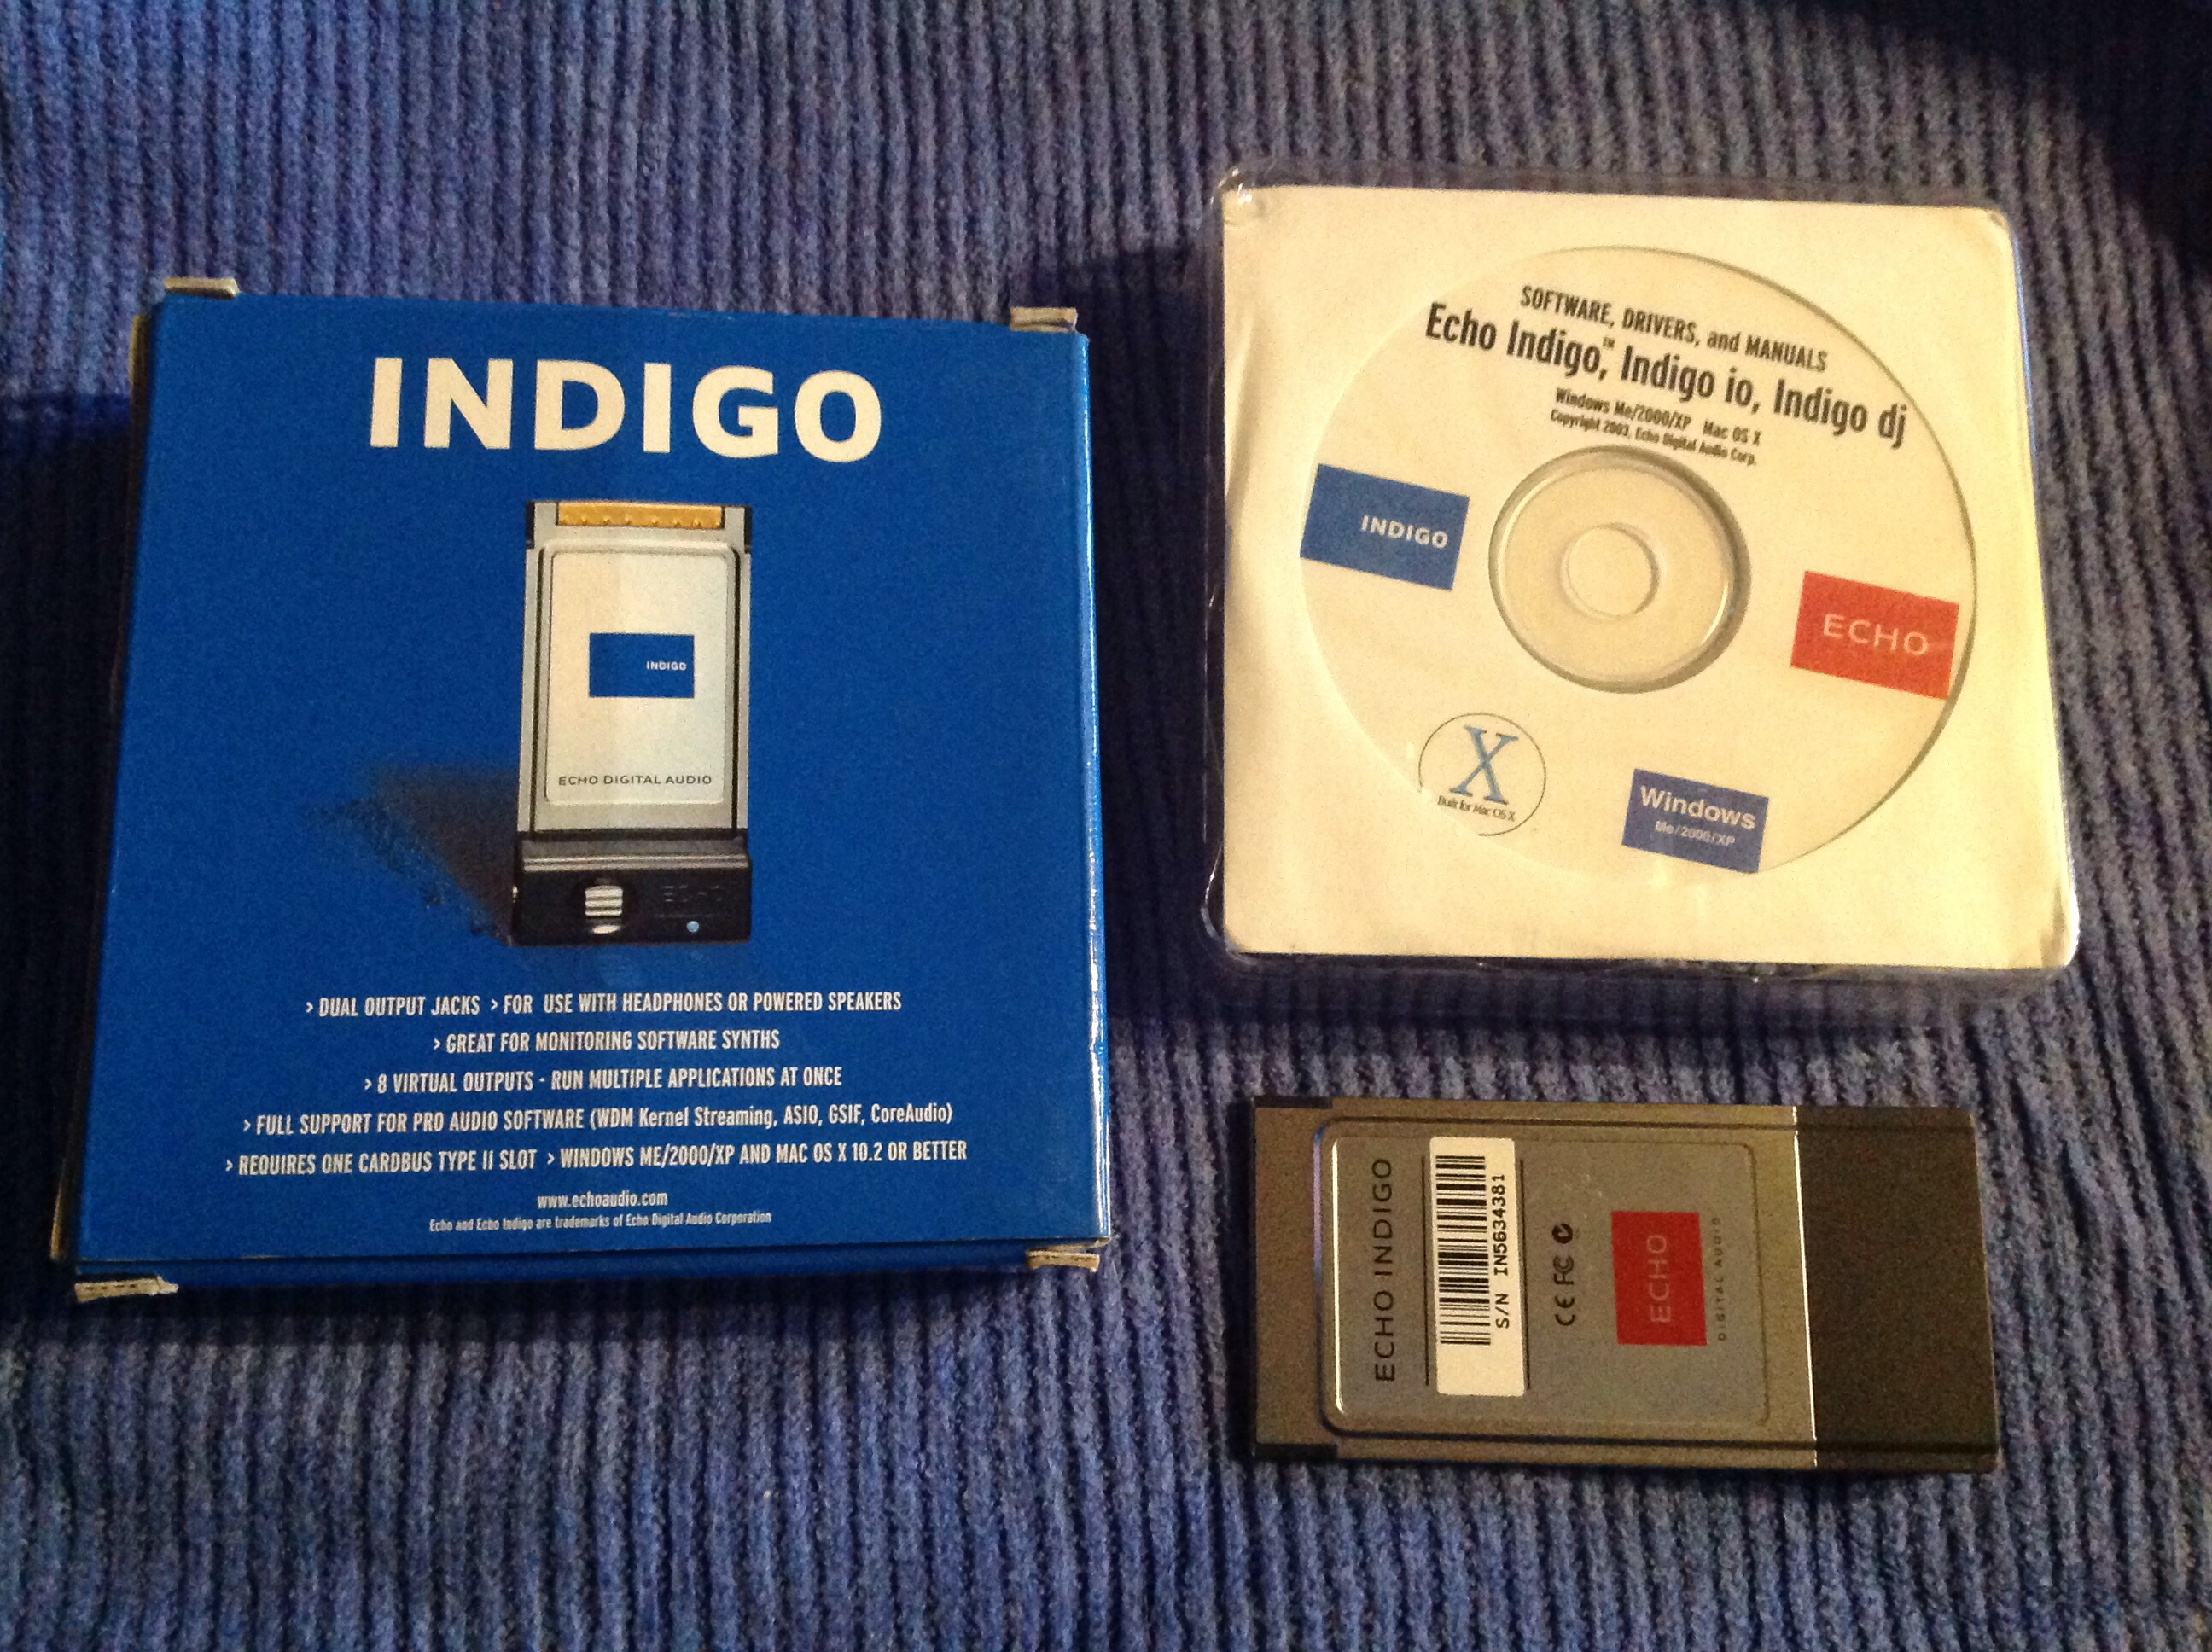 INDIGO
INDIGO
ECHO DIGITAL AUDIO
ECHO
> DUAL OUTPUT JACKS > FOR USE WITH HEADPHONES OR POWERED SPEAKERS
> GREAT FOR MONITORING SOFTWARE SYNTHS
> 8 VIRTUAL OUTPUTS - RUN MULTIPLE APPLICATIONS AT ONCE
> FULL SUPPORT FOR PRO AUDIO SOFTWARE (WDM Kernel Streaming, ASIO, GSIF, CoreAudio)
> REQUIRES ONE CARDBUS TYPE II SLOT > WINDOWS ME/2000/XP AND MAC OS X 10.2 OR BETTER
www.echoaudio.com
Echo and Echo Indigo are trademarks of Echo Digital Audio Corporation
SOFTWARE, DRIVERS, and MANUALS
Echo Indigo,™ Indigo io, Indigo dj
Windows Me/2000/XP Mac OS X
Copyright 2003, Echo Digital Audio Corp.
INDIGO
ECHO
X
Built for Mac OS X
Windows
Me/2000/XP
ECHO INDIGO
S/N IN5634381
CE FC
ECHO
DIGITAL AUDIO